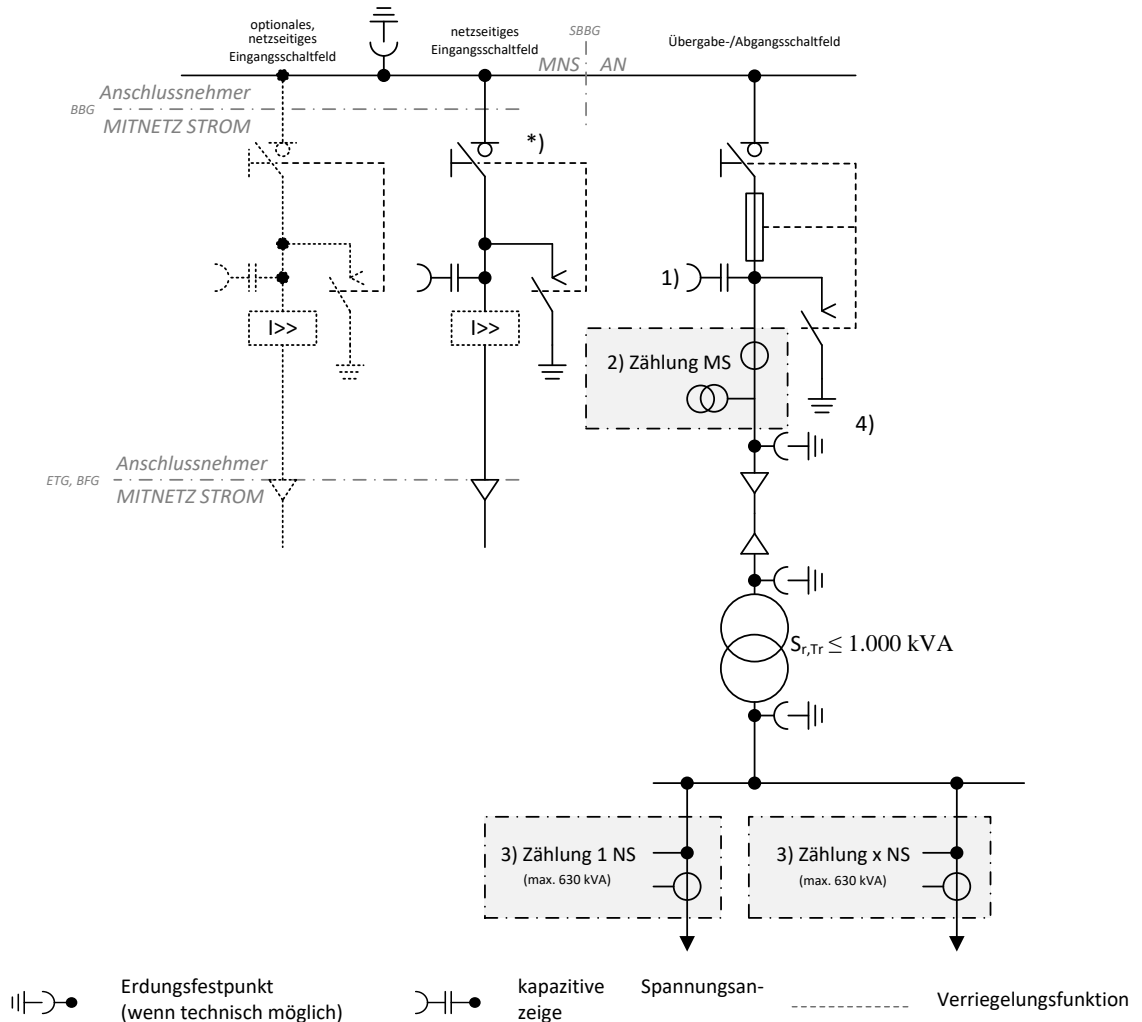 optionales,
netzseitiges
Eingangsschaltfeld
netzseitiges
Eingangsschaltfeld
SBBG
Übergabe-/Abgangsschaltfeld
MNS
AN
Anschlussnehmer
BBG
MITNETZ STROM
*)
1)
I>>
I>>
2) Zählung MS
4)
Anschlussnehmer
ETG, BFG
MITNETZ STROM
Sr,Tr ≤ 1.000 kVA
3) Zählung 1 NS
(max. 630 kVA)
3) Zählung x NS
(max. 630 kVA)
Erdungsfestpunkt
(wenn technisch möglich)
kapazitive Spannungsan-
zeige
Verriegelungsfunktion